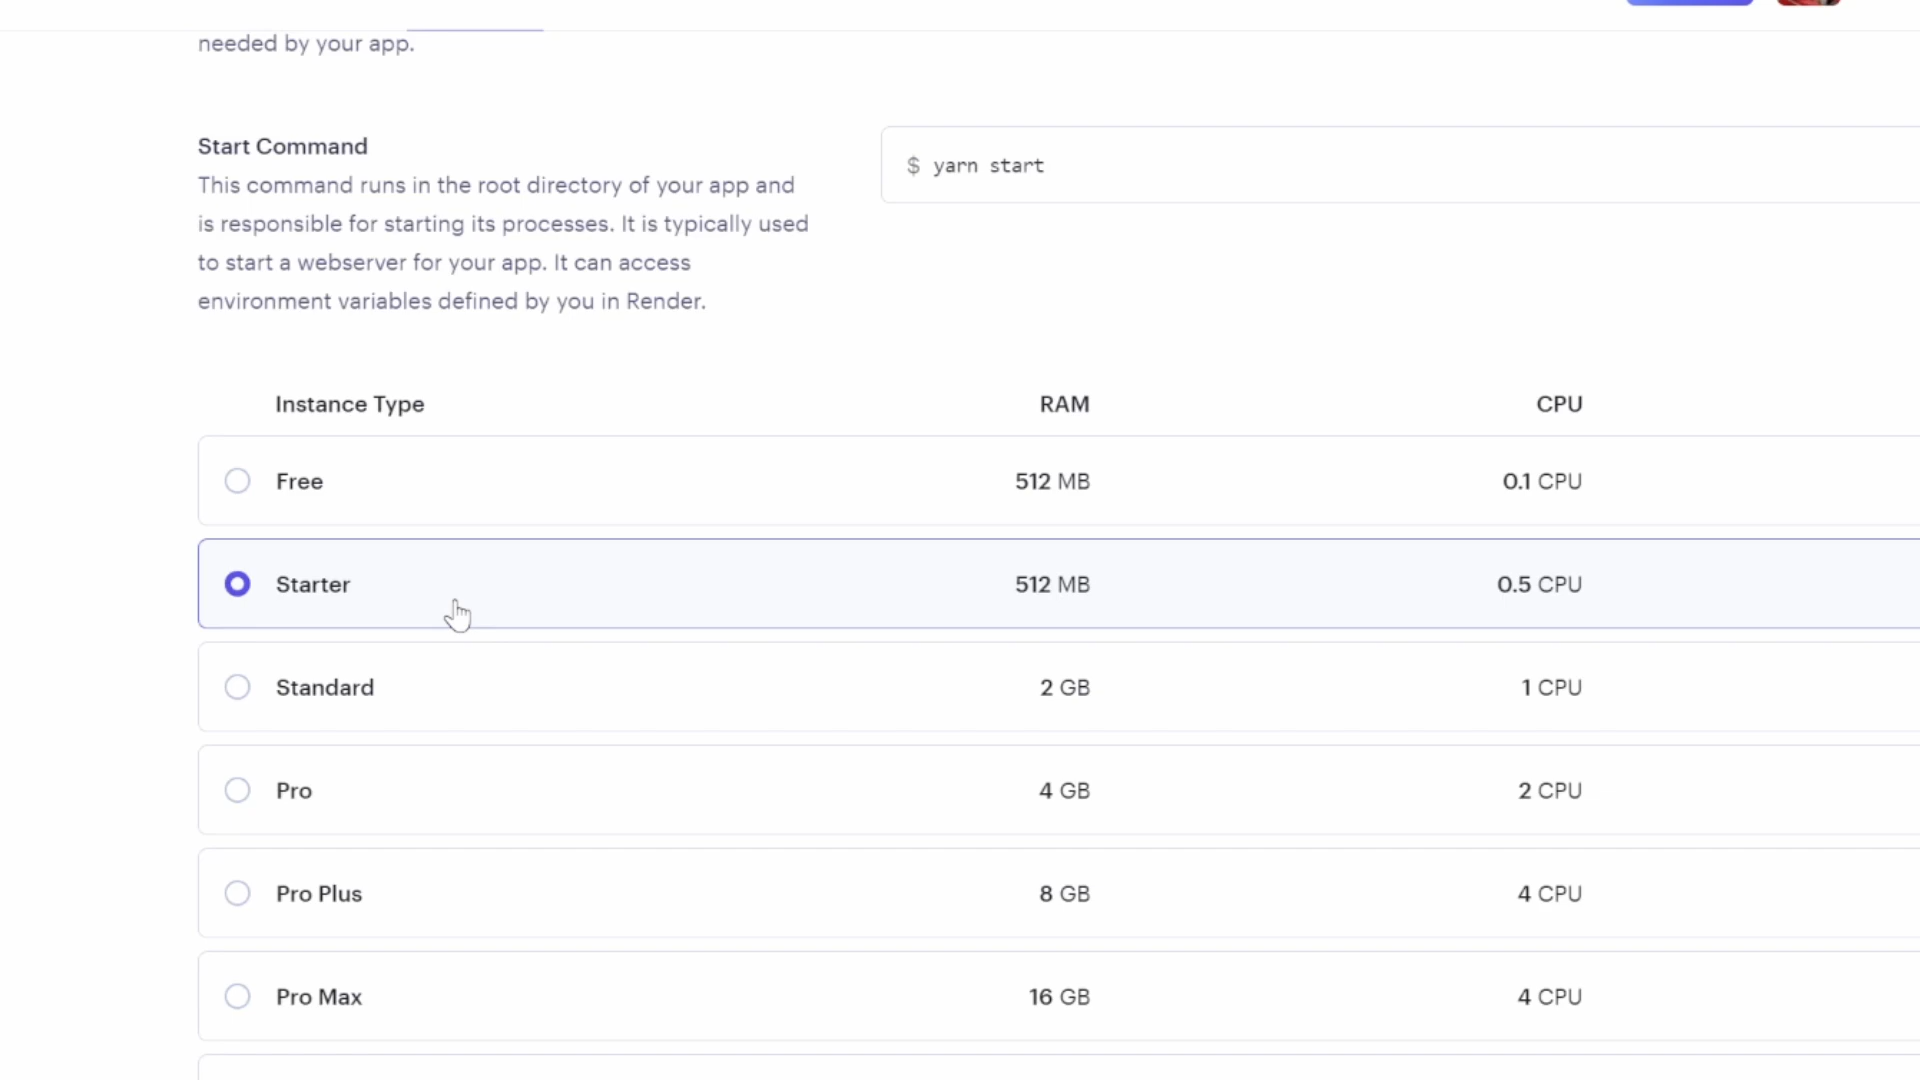 needed by your app.
Start Command
This command runs in the root directory of your app and
is responsible for starting its processes. It is typically used
to start a webserver for your app. It can access
environment variables defined by you in Render.
$ yarn start
Instance Type RAM CPU
Free 512 MB 0.1 CPU
Starter 512 MB 0.5 CPU
Standard 2 GB 1 CPU
Pro 4 GB 2 CPU
Pro Plus 8 GB 4 CPU
Pro Max 16 GB 4 CPU